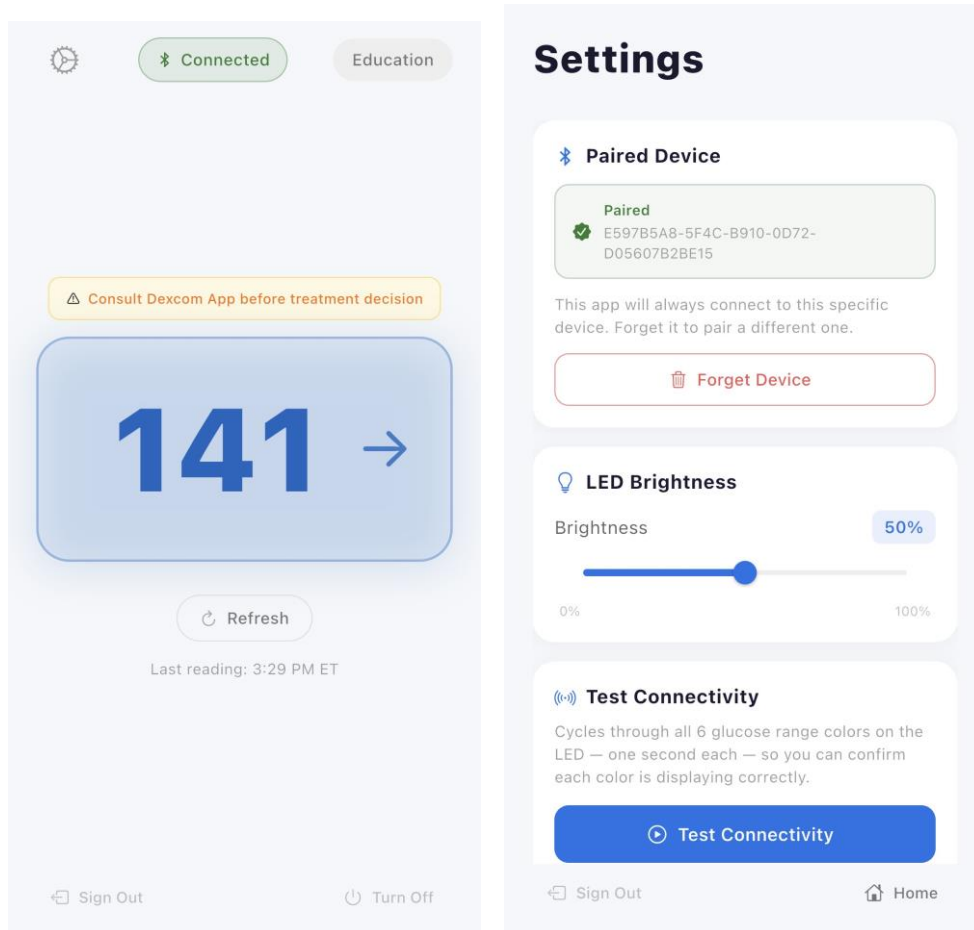 Connected
Education
Consult Dexcom App before treatment decision
141 →
Refresh
Last reading: 3:29 PM ET
Sign Out
Turn Off
Settings
Paired Device
Paired
E597B5A8-5F4C-B910-0D72-
D05607B2BE15
This app will always connect to this specific
device. Forget it to pair a different one.
Forget Device
LED Brightness
Brightness
50%
0%
100%
Test Connectivity
Cycles through all 6 glucose range colors on the
LED — one second each — so you can confirm
each color is displaying correctly.
Test Connectivity
Sign Out
Home